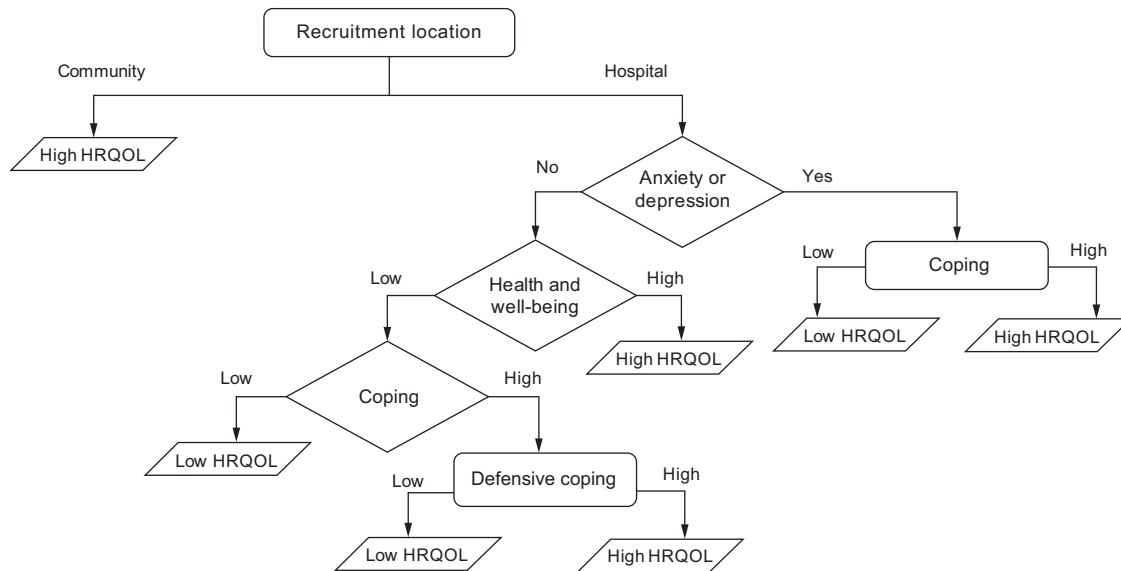 Recruitment location
Community
Hospital
High HRQOL
No
Anxiety or
depression
Yes
Low
Coping
High
Low
Health and
well-being
High
Low HRQOL
High HRQOL
High HRQOL
Low
Coping
High
Low HRQOL
Low
Defensive coping
High
Low HRQOL
High HRQOL